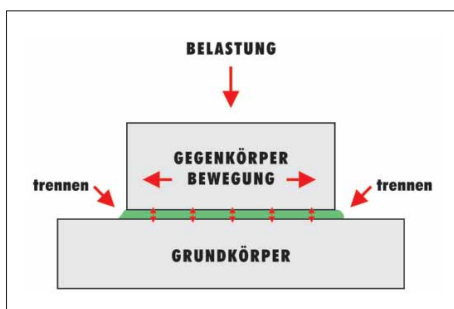 BELASTUNG
GEGENKÖRPER
BEWEGUNG
trennen
trennen
GRUNDKÖRPER